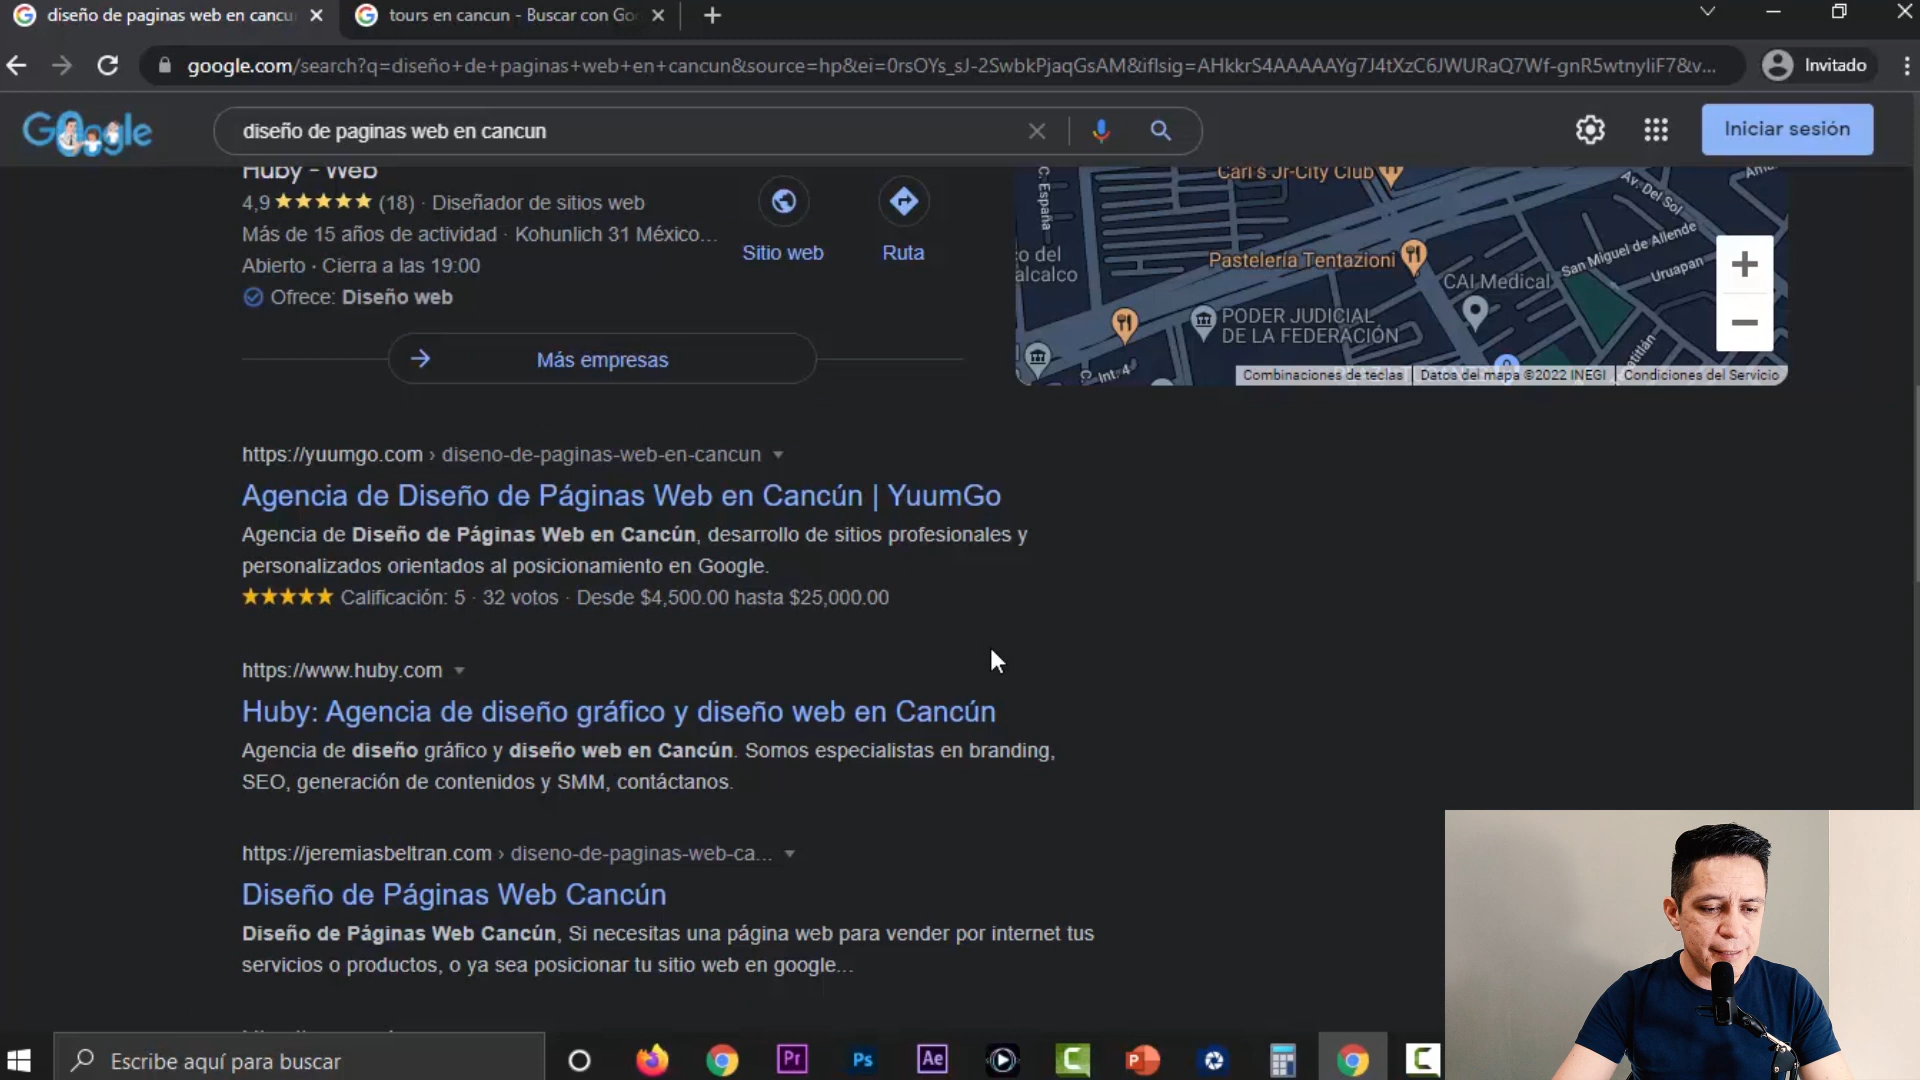 diseño de paginas web en cancu
tours en cancun - Buscar con Go
google.com/search?q=diseño+de+paginas+web+en+cancun&source=hp&ei=0rsOYs_sJ-2SwbkPjaqGsAM&iflsig=AHkkrS4AAAAAYg7J4tXzC6JWURaQ7Wf-gnR5wtnyliF7&v...
Invitado
Google
diseño de paginas web en cancun
Iniciar sesión
Huby - Web
4,9 ★★★★★ (18) · Diseñador de sitios web
Más de 15 años de actividad · Kohunlich 31 México...
Abierto · Cierra a las 19:00
Ofrece: Diseño web
Sitio web
Ruta
Más empresas
C. España
Carl's Jr-City Club
Av. Del Sol
San Miguel de Allende
Pastelería Tentazioni
Uruapan
CAI Medical
PODER JUDICIAL
DE LA FEDERACIÓN
C. Int. 4
Combinaciones de teclas
Datos del mapa ©2022 INEGI
Condiciones del Servicio
https://yuumgo.com › diseno-de-paginas-web-en-cancun
Agencia de Diseño de Páginas Web en Cancún | YuumGo
Agencia de Diseño de Páginas Web en Cancún, desarrollo de sitios profesionales y
personalizados orientados al posicionamiento en Google.
★★★★★ Calificación: 5 · 32 votos · Desde $4,500.00 hasta $25,000.00
https://www.huby.com
Huby: Agencia de diseño gráfico y diseño web en Cancún
Agencia de diseño gráfico y diseño web en Cancún. Somos especialistas en branding,
SEO, generación de contenidos y SMM, contáctanos.
https://jeremiasbeltran.com › diseno-de-paginas-web-ca...
Diseño de Páginas Web Cancún
Diseño de Páginas Web Cancún, Si necesitas una página web para vender por internet tus
servicios o productos, o ya sea posicionar tu sitio web en google...
Escribe aquí para buscar
Pr
Ps
Ae